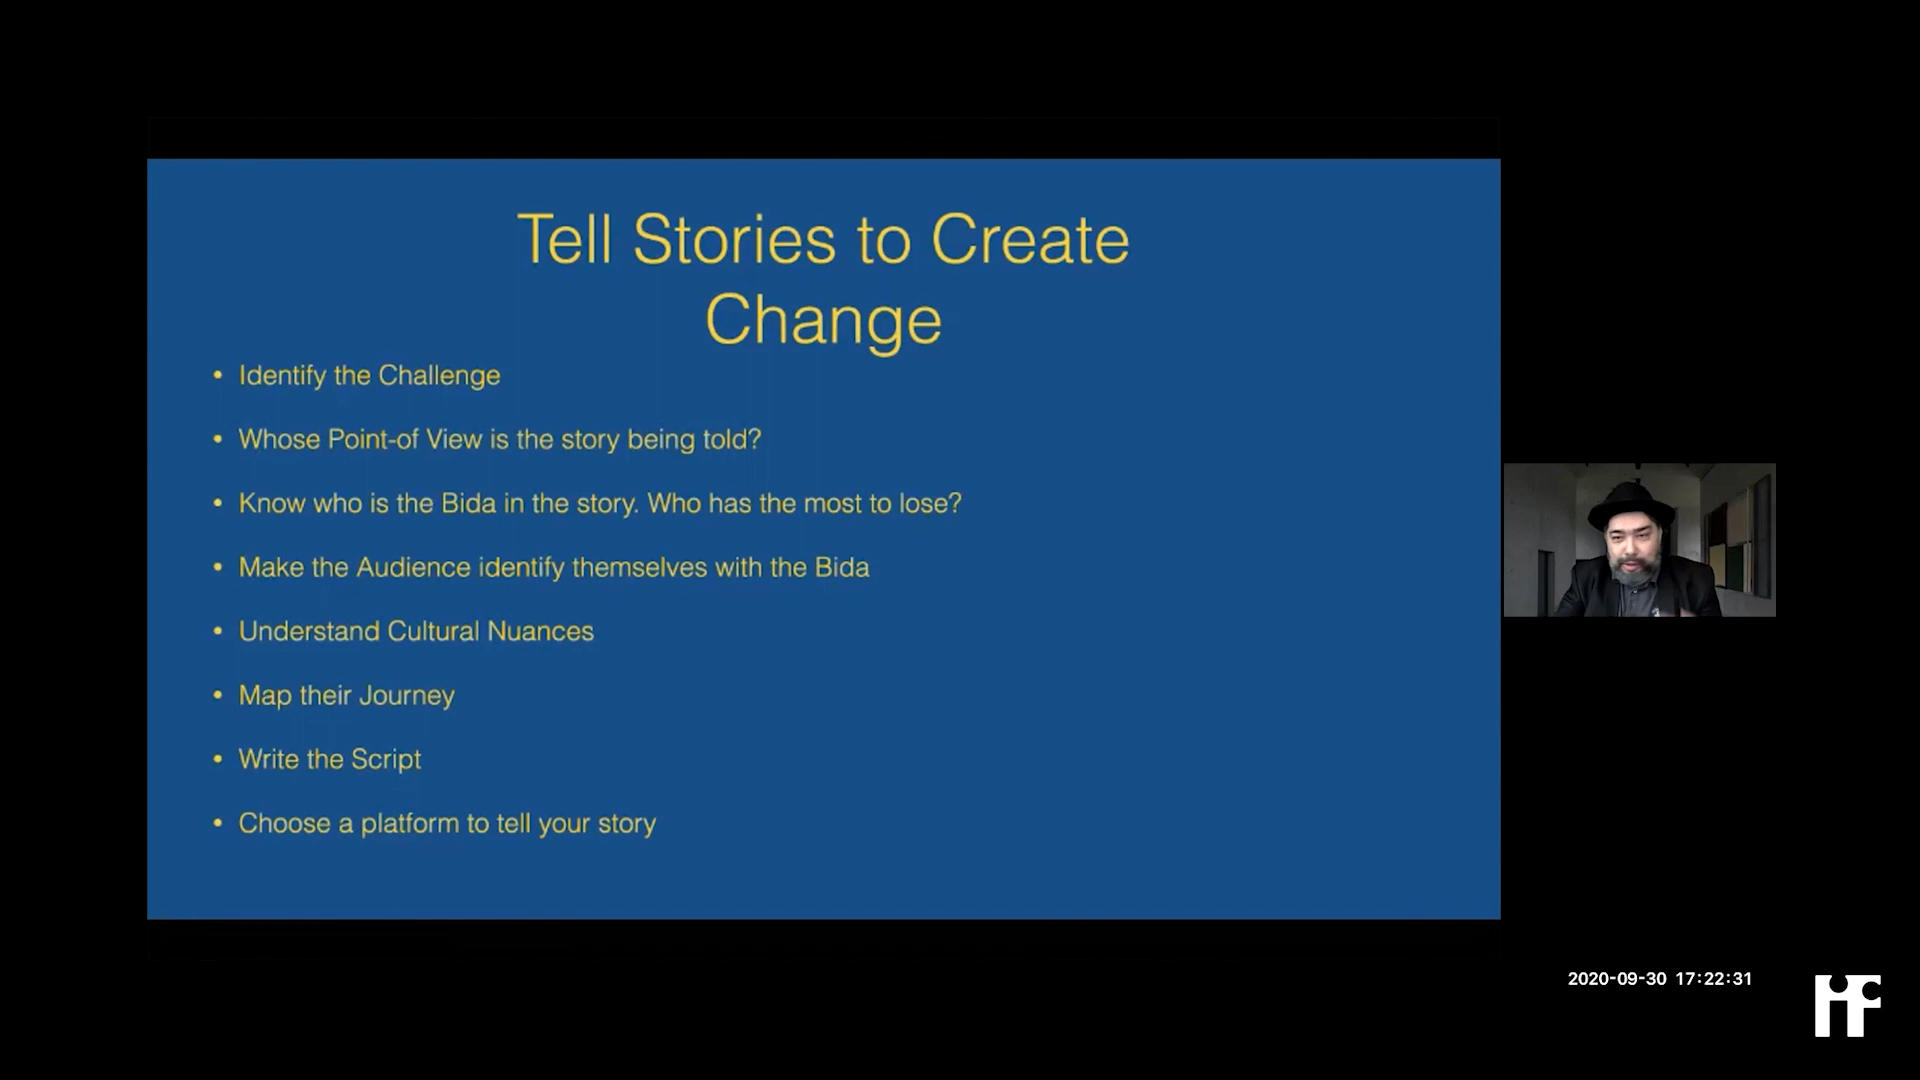 Tell Stories to Create
Change
• Identify the Challenge
• Whose Point-of View is the story being told?
• Know who is the Bida in the story. Who has the most to lose?
• Make the Audience identify themselves with the Bida
• Understand Cultural Nuances
• Map their Journey
• Write the Script
• Choose a platform to tell your story
2020-09-30 17:22:31